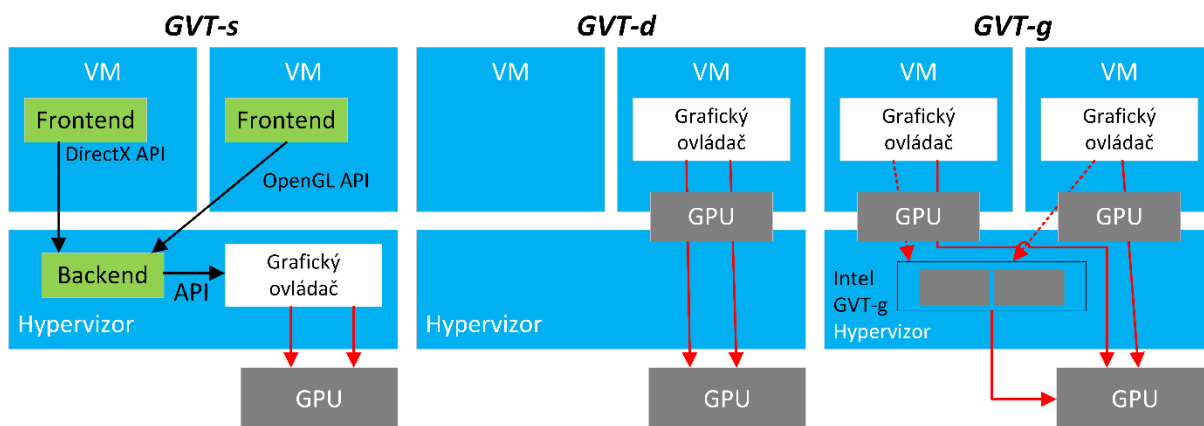 GVT-s
VM
VM
Frontend
Frontend
DirectX API
OpenGL API
Backend
API
Grafický
ovládač
Hypervizor
GPU
GVT-d
VM
VM
Grafický
ovládač
GPU
Hypervizor
GPU
GVT-g
VM
VM
Grafický
ovládač
Grafický
ovládač
GPU
GPU
Intel
GVT-g
Hypervizor
GPU